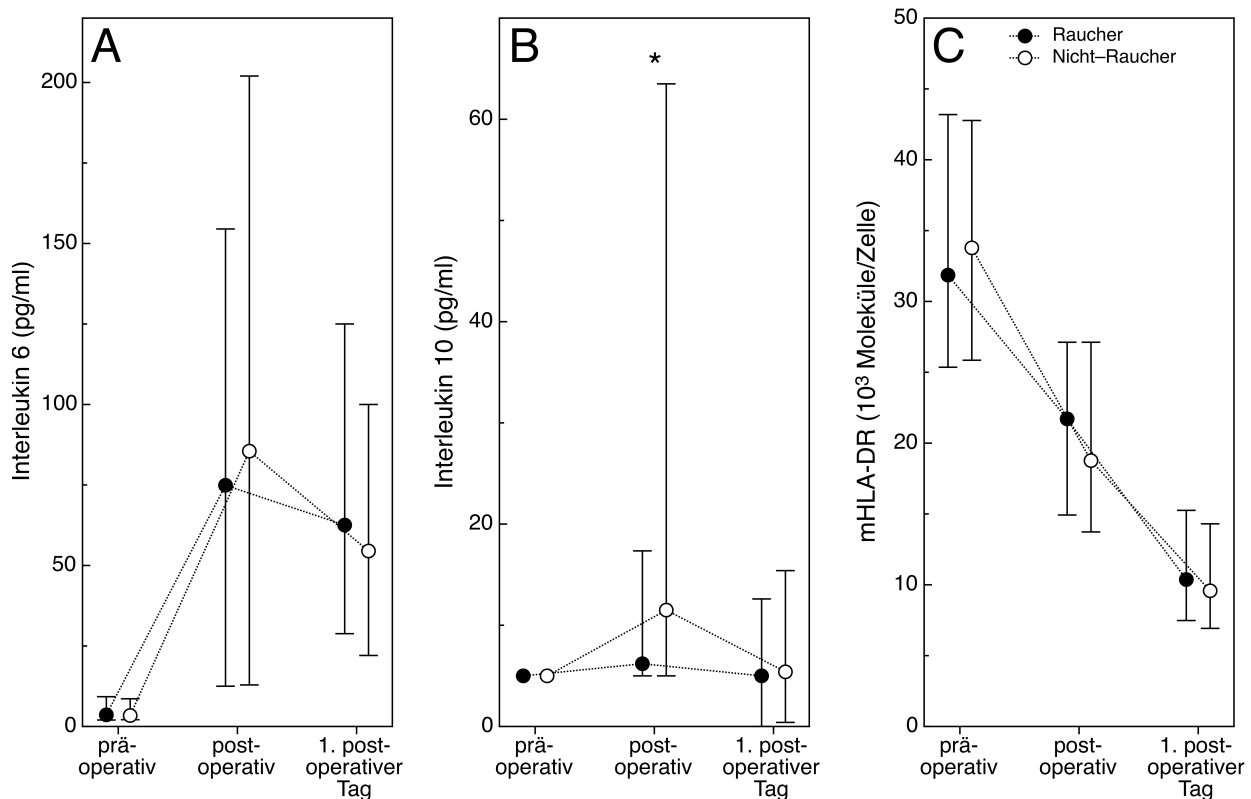 A
Interleukin 6 (pg/ml)
200
150
100
50
0
prä-
operativ
post-
operativ
1. post-
operativer
Tag
B
*
Interleukin 10 (pg/ml)
60
40
20
0
prä-
operativ
post-
operativ
1. post-
operativer
Tag
C
Raucher
Nicht–Raucher
mHLA-DR (10³ Moleküle/Zelle)
50
40
30
20
10
0
prä-
operativ
post-
operativ
1. post-
operativer
Tag